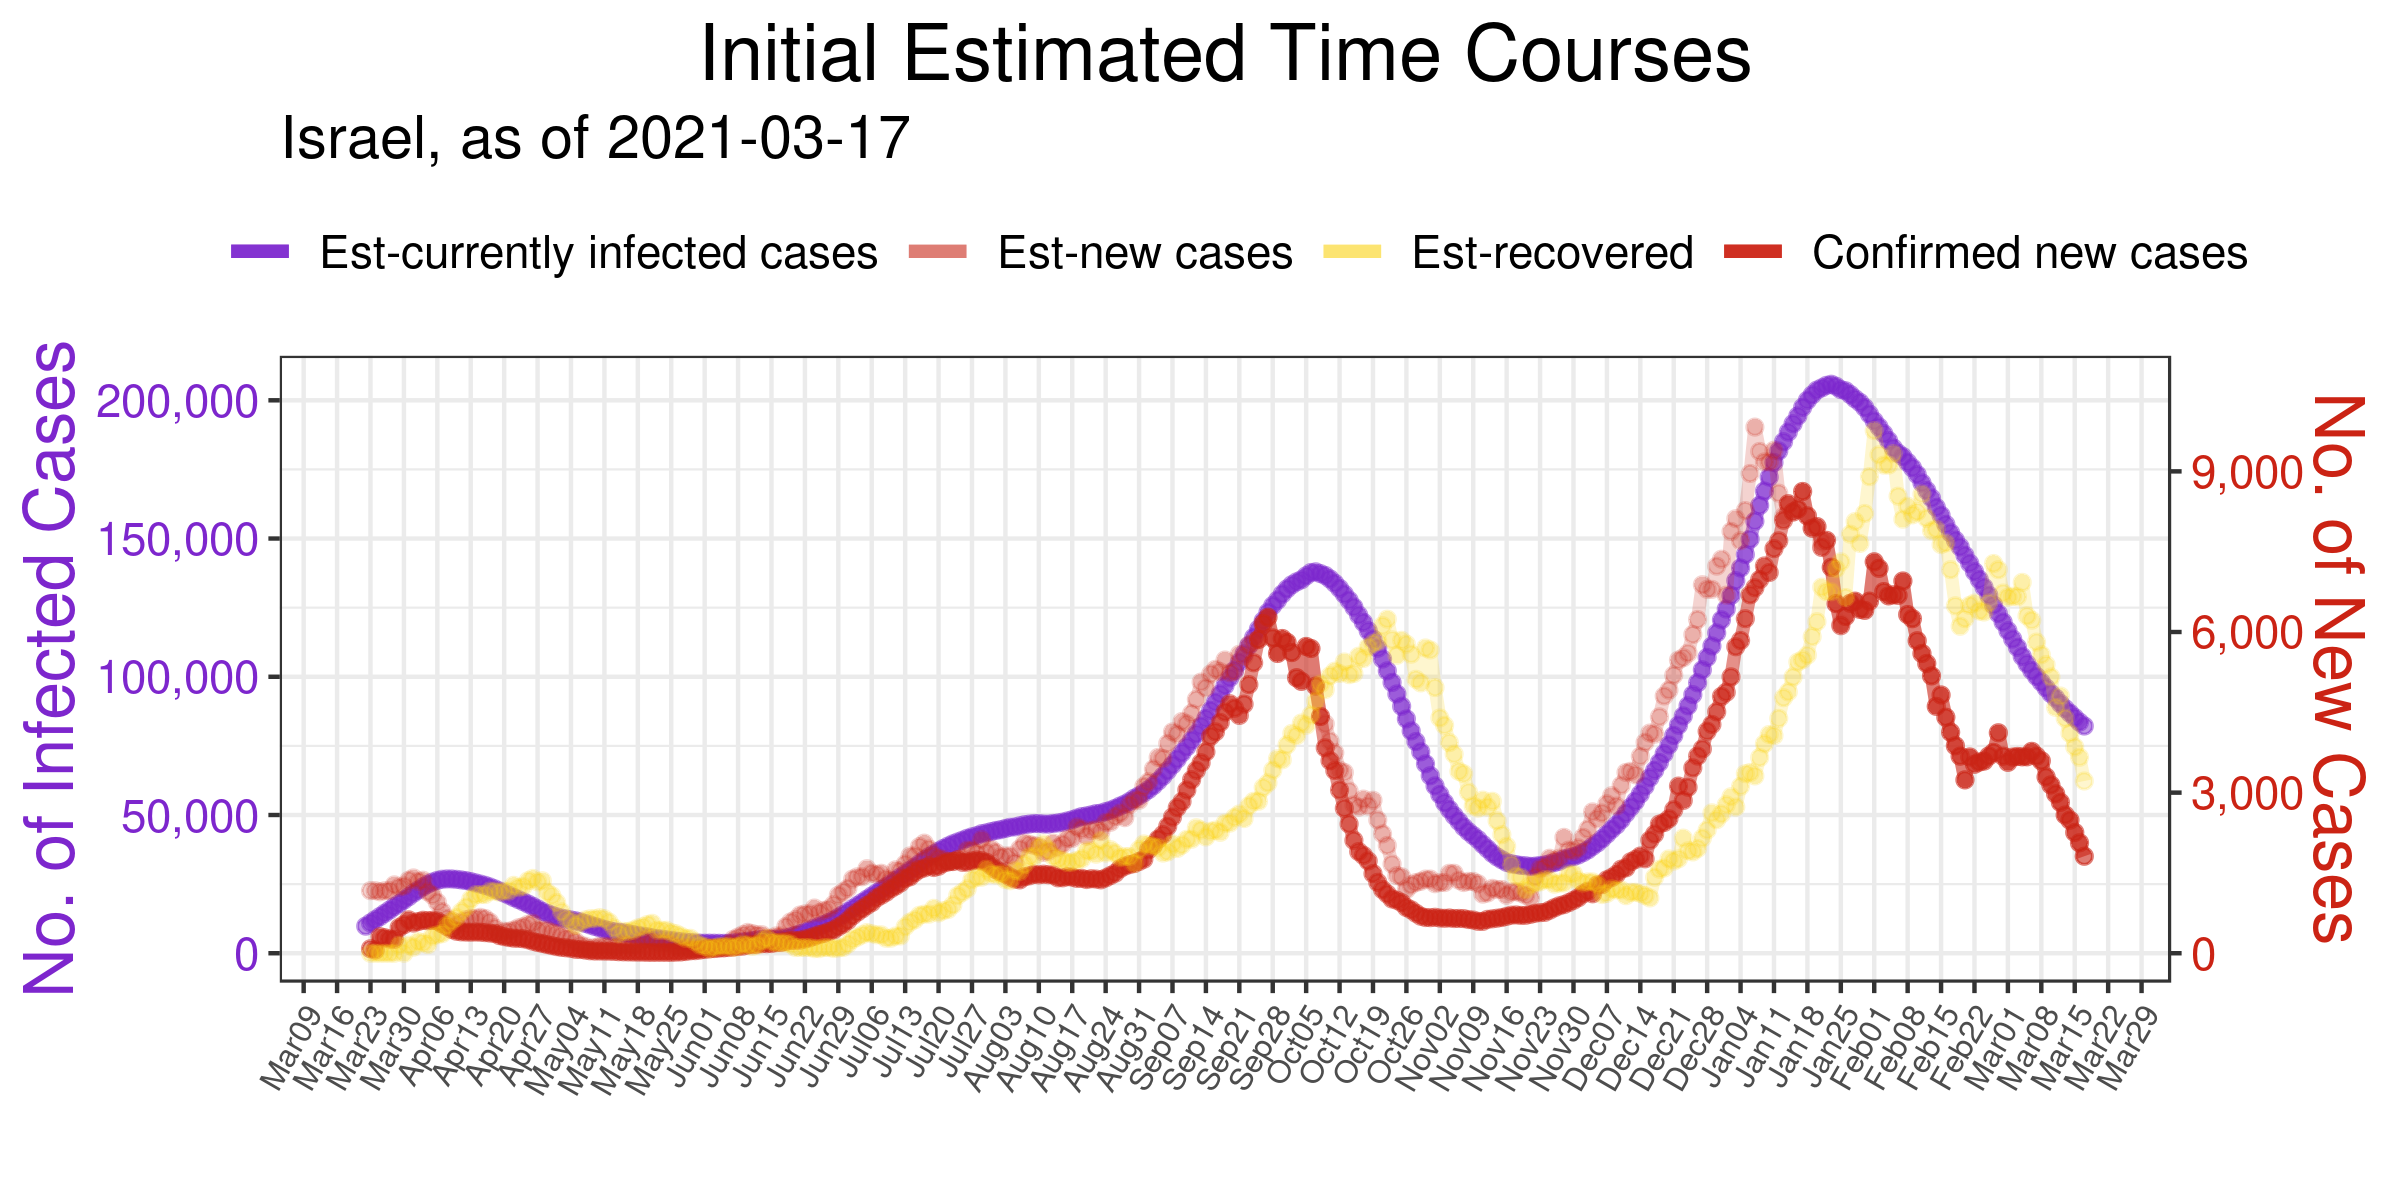 Initial Estimated Time Courses
Israel, as of 2021-03-17
Est-currently infected cases Est-new cases Est-recovered Confirmed new cases
No. of Infected Cases
200,000
150,000
100,000
50,000
0
9,000
6,000
3,000
0
No. of New Cases
Mar09 Mar16 Mar23 Mar30 Apr06 Apr13 Apr20 Apr27 May04 May11 May18 May25 Jun01 Jun08 Jun15 Jun22 Jun29 Jul06 Jul13 Jul20 Jul27 Aug03 Aug10 Aug17 Aug24 Aug31 Sep07 Sep14 Sep21 Sep28 Oct05 Oct12 Oct19 Oct26 Nov02 Nov09 Nov16 Nov23 Nov30 Dec07 Dec14 Dec21 Dec28 Jan04 Jan11 Jan18 Jan25 Feb01 Feb08 Feb15 Feb22 Mar01 Mar08 Mar15 Mar22 Mar29